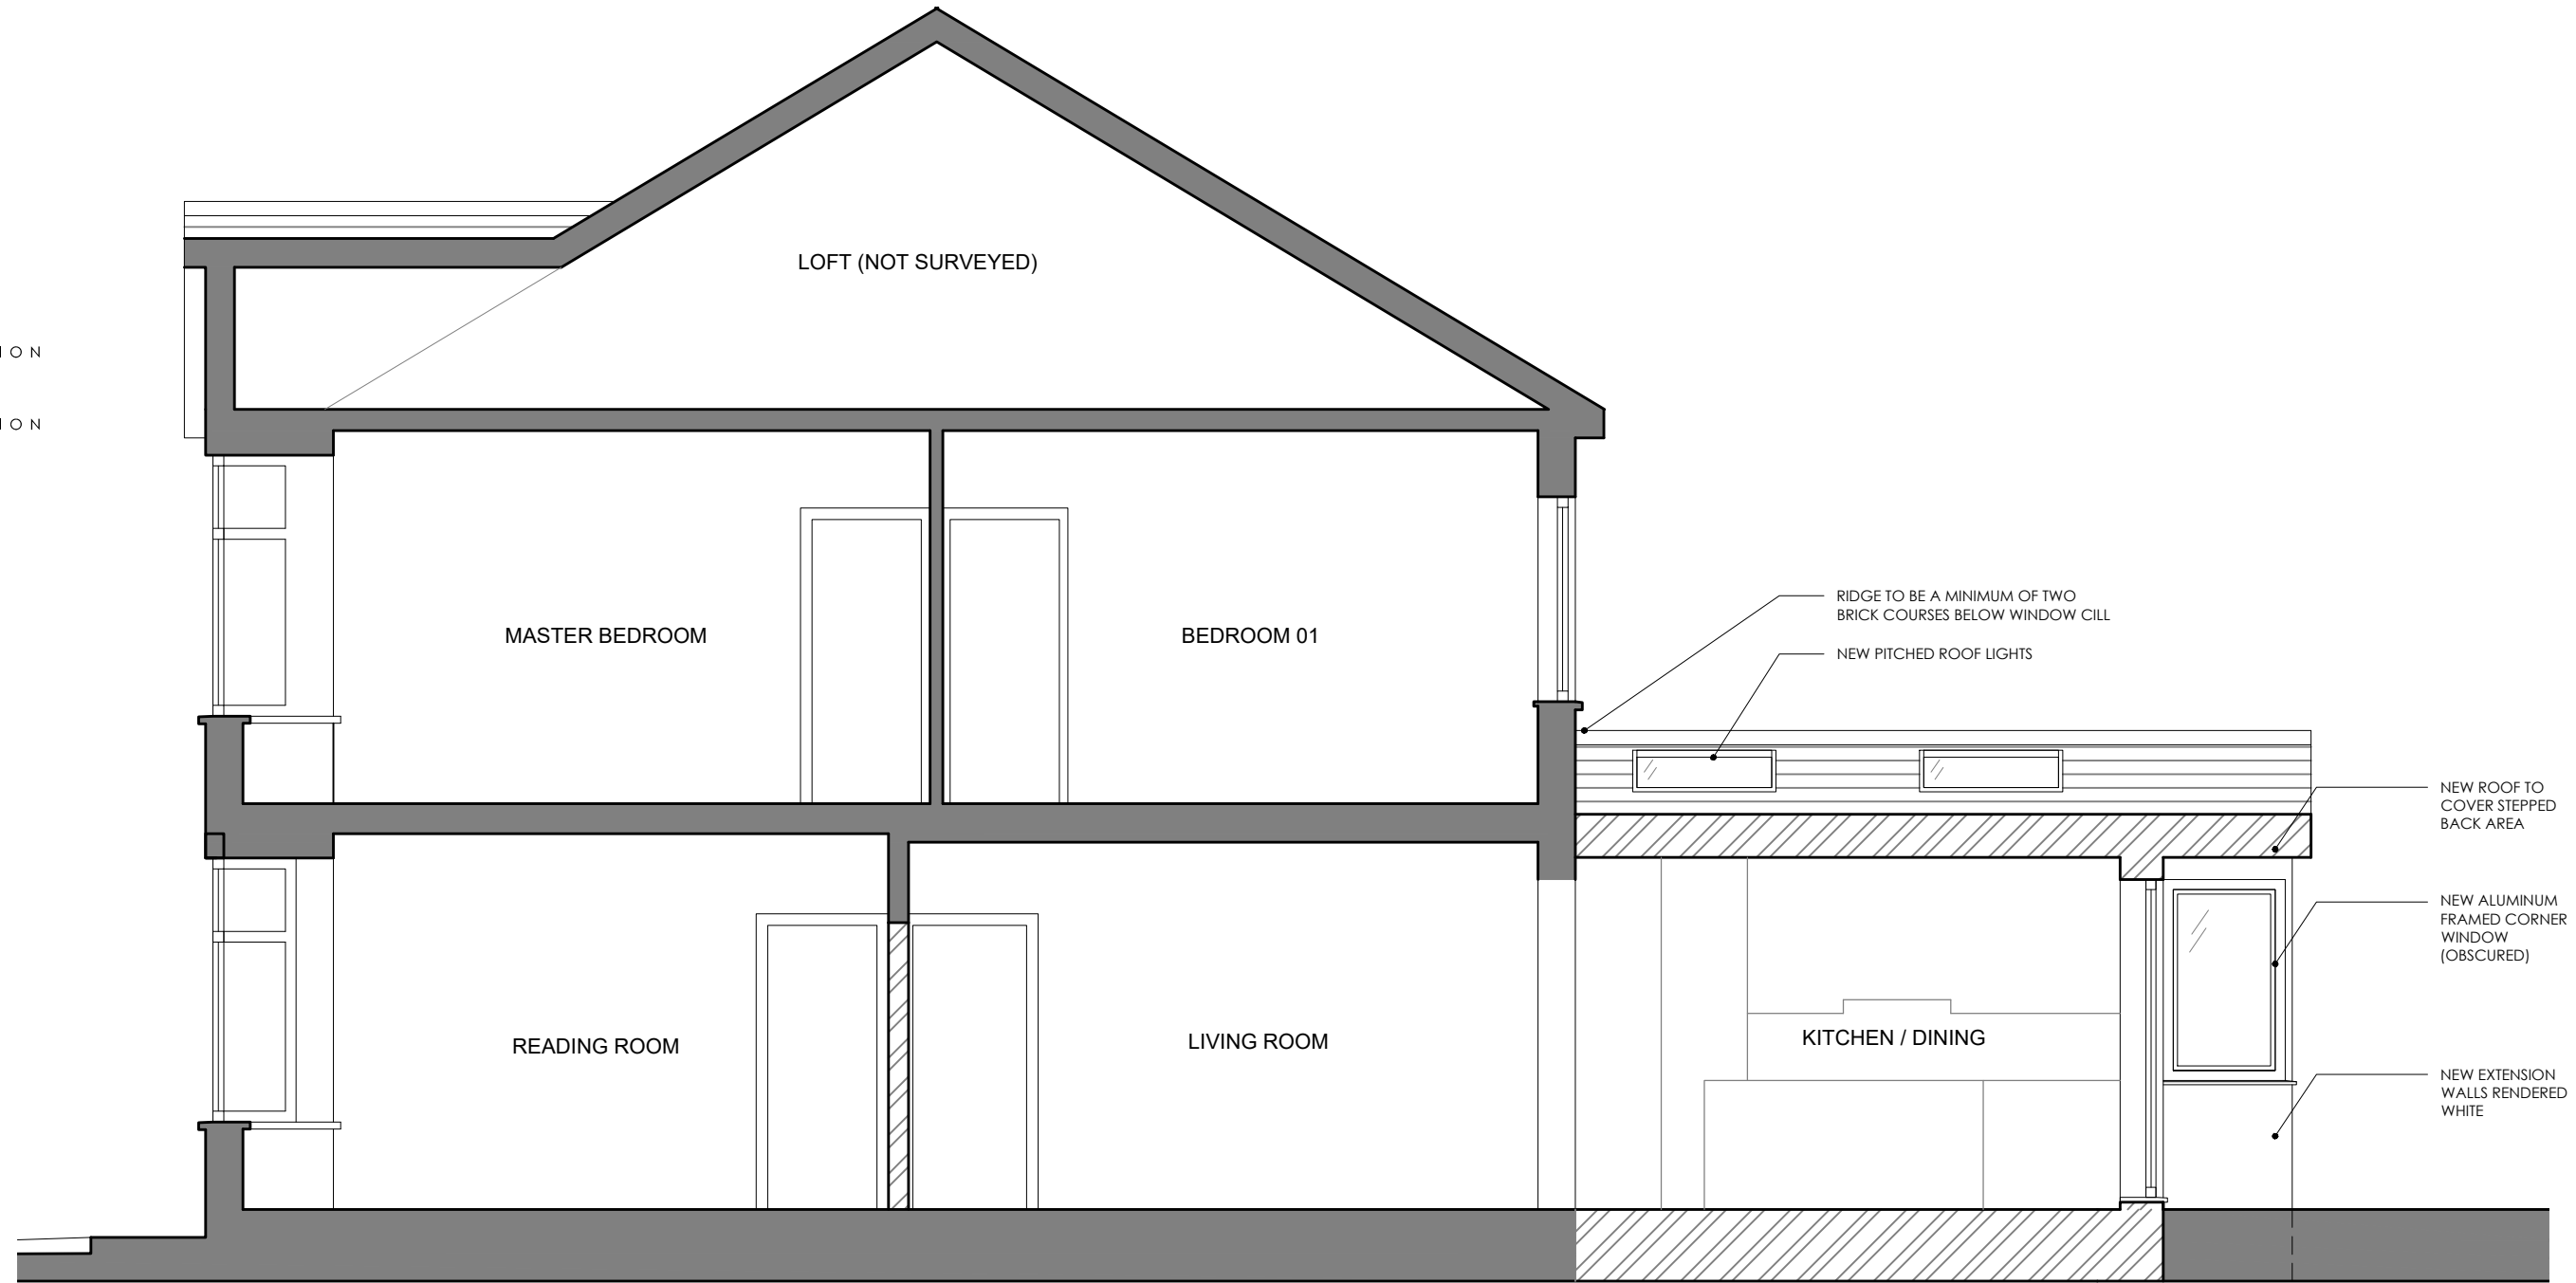 LOFT (NOT SURVEYED)
ION
ION
RIDGE TO BE A MINIMUM OF TWO
BRICK COURSES BELOW WINDOW CILL
MASTER BEDROOM
BEDROOM 01
NEW PITCHED ROOF LIGHTS
NEW ROOF TO
COVER STEPPED
BACK AREA
NEW ALUMINUM
FRAMED CORNER
WINDOW
(OBSCURED)
READING ROOM
LIVING ROOM
KITCHEN / DINING
NEW EXTENSION
WALLS RENDERED
WHITE